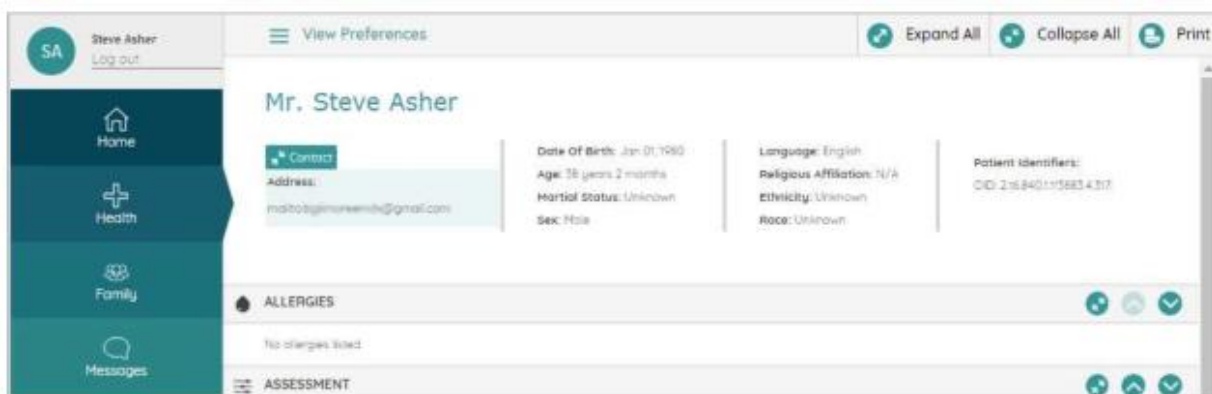 SA
Steve Asher
Log out
View Preferences
Expand All
Collapse All
Print
Home
Health
Family
Messages
Mr. Steve Asher
Contact
Address:
Date Of Birth: Jan 01, 1980
Age: 38 years 2 months
Martial Status: Unknown
Sex: Male
Language: English
Religious Affiliation: N/A
Ethnicity: Unknown
Race: Unknown
Patient Identifiers:
OID:
ALLERGIES
No allergies listed
ASSESSMENT